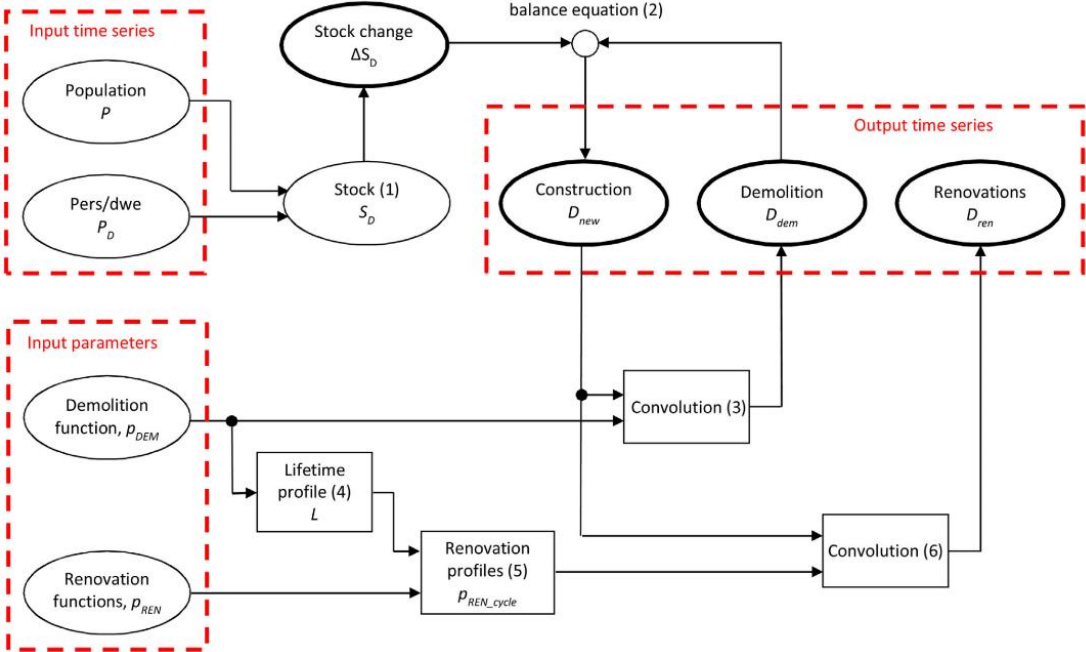 balance equation (2)
Input time series
Stock change
ΔS_D
Population
P
Output time series
Pers/dwe
P_D
Stock (1)
S_D
Construction
D_new
Demolition
D_dem
Renovations
D_ren
Input parameters
Demolition
function, p_DEM
Convolution (3)
Lifetime
profile (4)
L
Renovation
profiles (5)
p_REN_cycle
Convolution (6)
Renovation
functions, p_REN